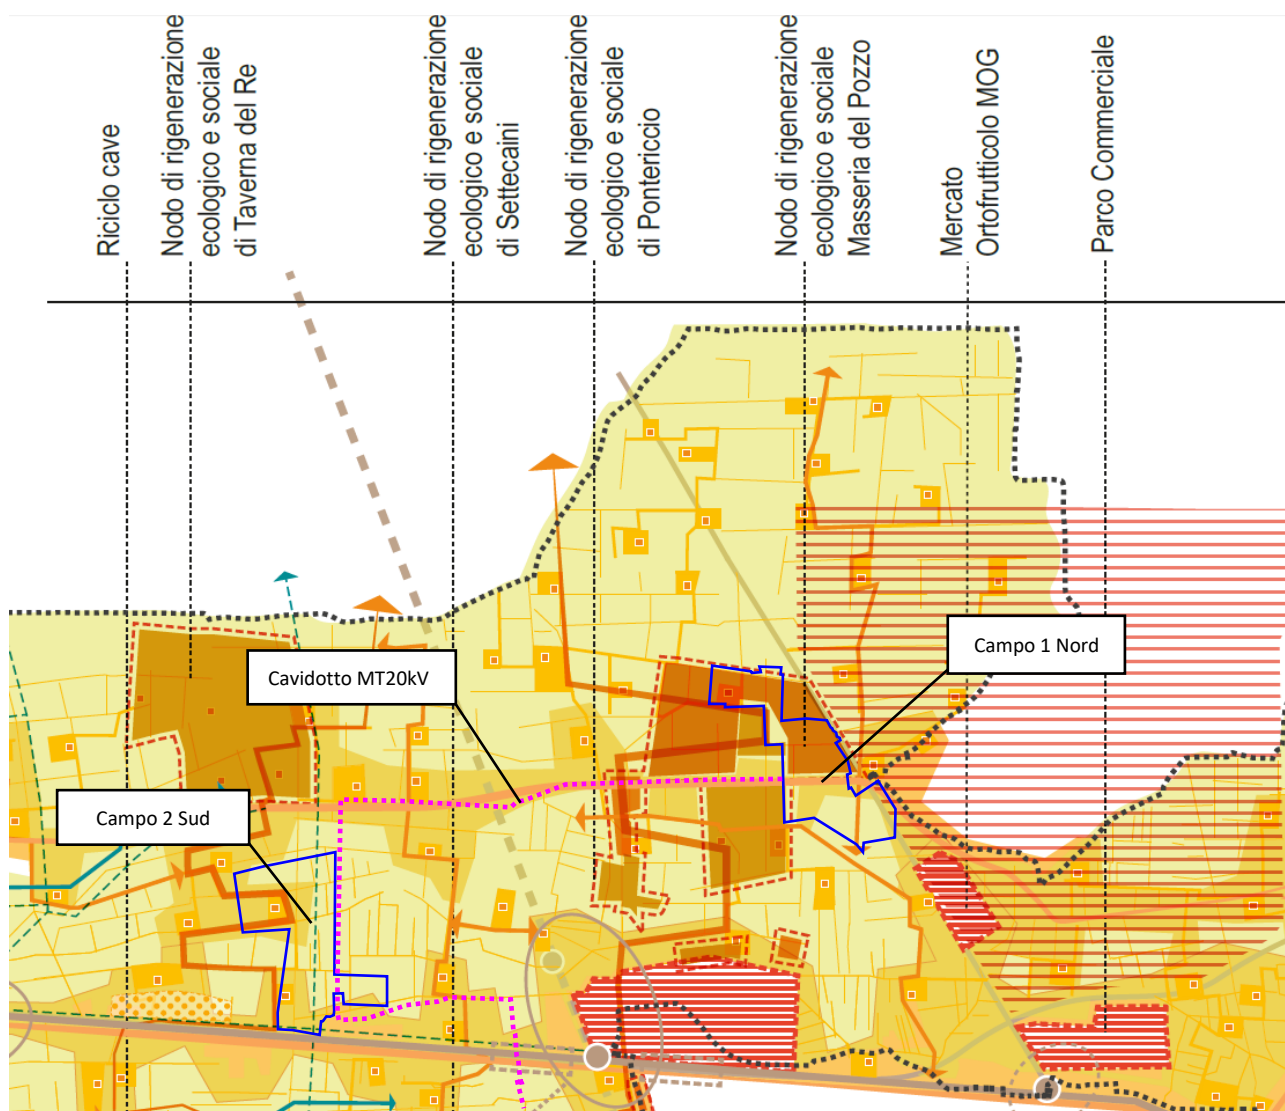 Riciclo cave
Nodo di rigenerazione
ecologico e sociale
di Taverna del Re
Nodo di rigenerazione
ecologico e sociale
di Settecaini
Nodo di rigenerazione
ecologico e sociale
di Pontericcio
Nodo di rigenerazione
ecologico e sociale
Masseria del Pozzo
Mercato
Ortofrutticolo MOG
Parco Commerciale
Campo 1 Nord
Cavidotto MT20kV
Campo 2 Sud